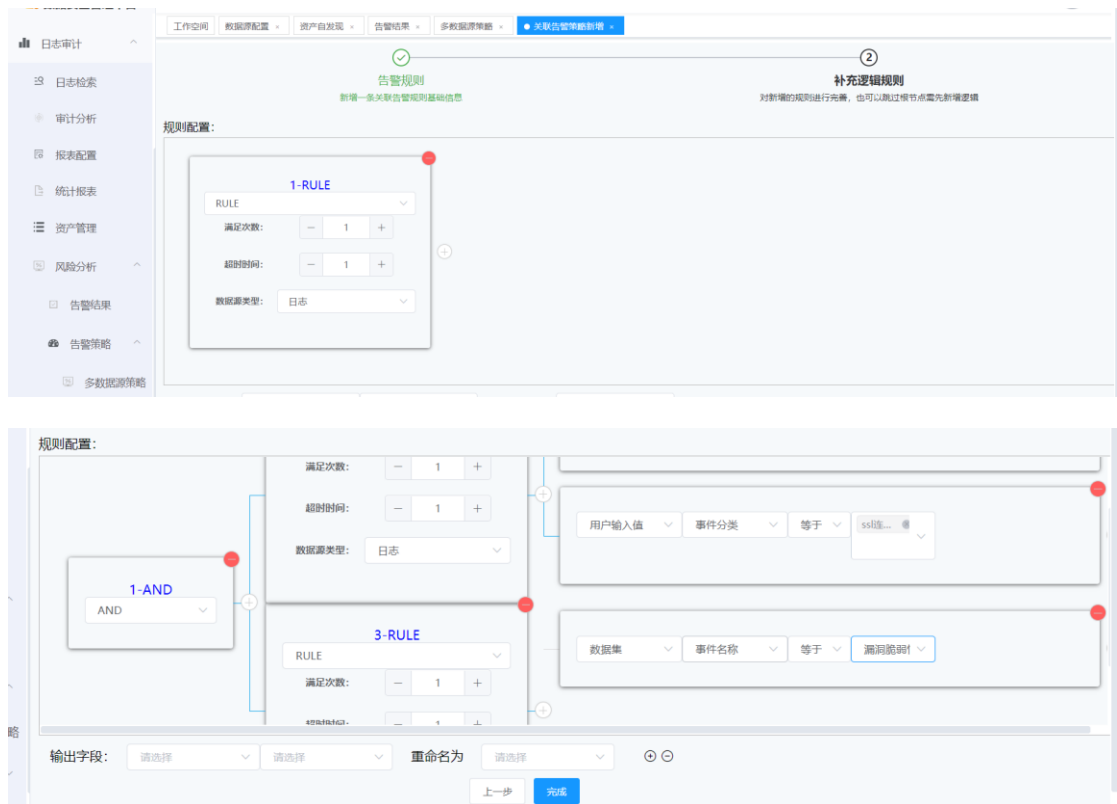 工作空间 数据源配置 × 资产自发现 × 告警结果 × 多数据源策略 × 关联告警策略新增 ×
日志审计
日志检索
审计分析
报表配置
统计报表
资产管理
风险分析
告警结果
告警策略
多数据源策略
告警规则
新增一条关联告警规则基础信息
2
补充逻辑规则
对新增的规则进行完善，也可以跳过根节点需先新增逻辑
规则配置：
1-RULE
RULE
满足次数： － 1 +
超时时间： － 1 +
数据源类型： 日志
规则配置：
满足次数： － 1 +
超时时间： － 1 +
数据源类型： 日志
用户输入值 事件分类 等于 ssl连...
1-AND
AND
3-RULE
RULE
满足次数： － 1 +
超时时间： － 1 +
数据集 事件名称 等于 漏洞脆弱
略
输出字段： 请选择 请选择 重命名为 请选择
上一步 完成